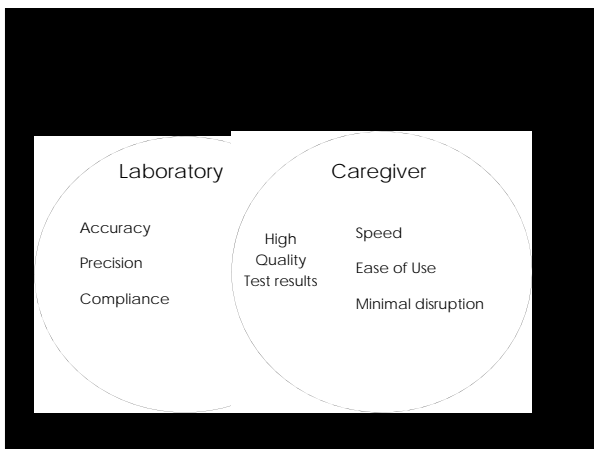 Laboratory
Accuracy
Precision
Compliance
High
Quality
Test results
Caregiver
Speed
Ease of Use
Minimal disruption